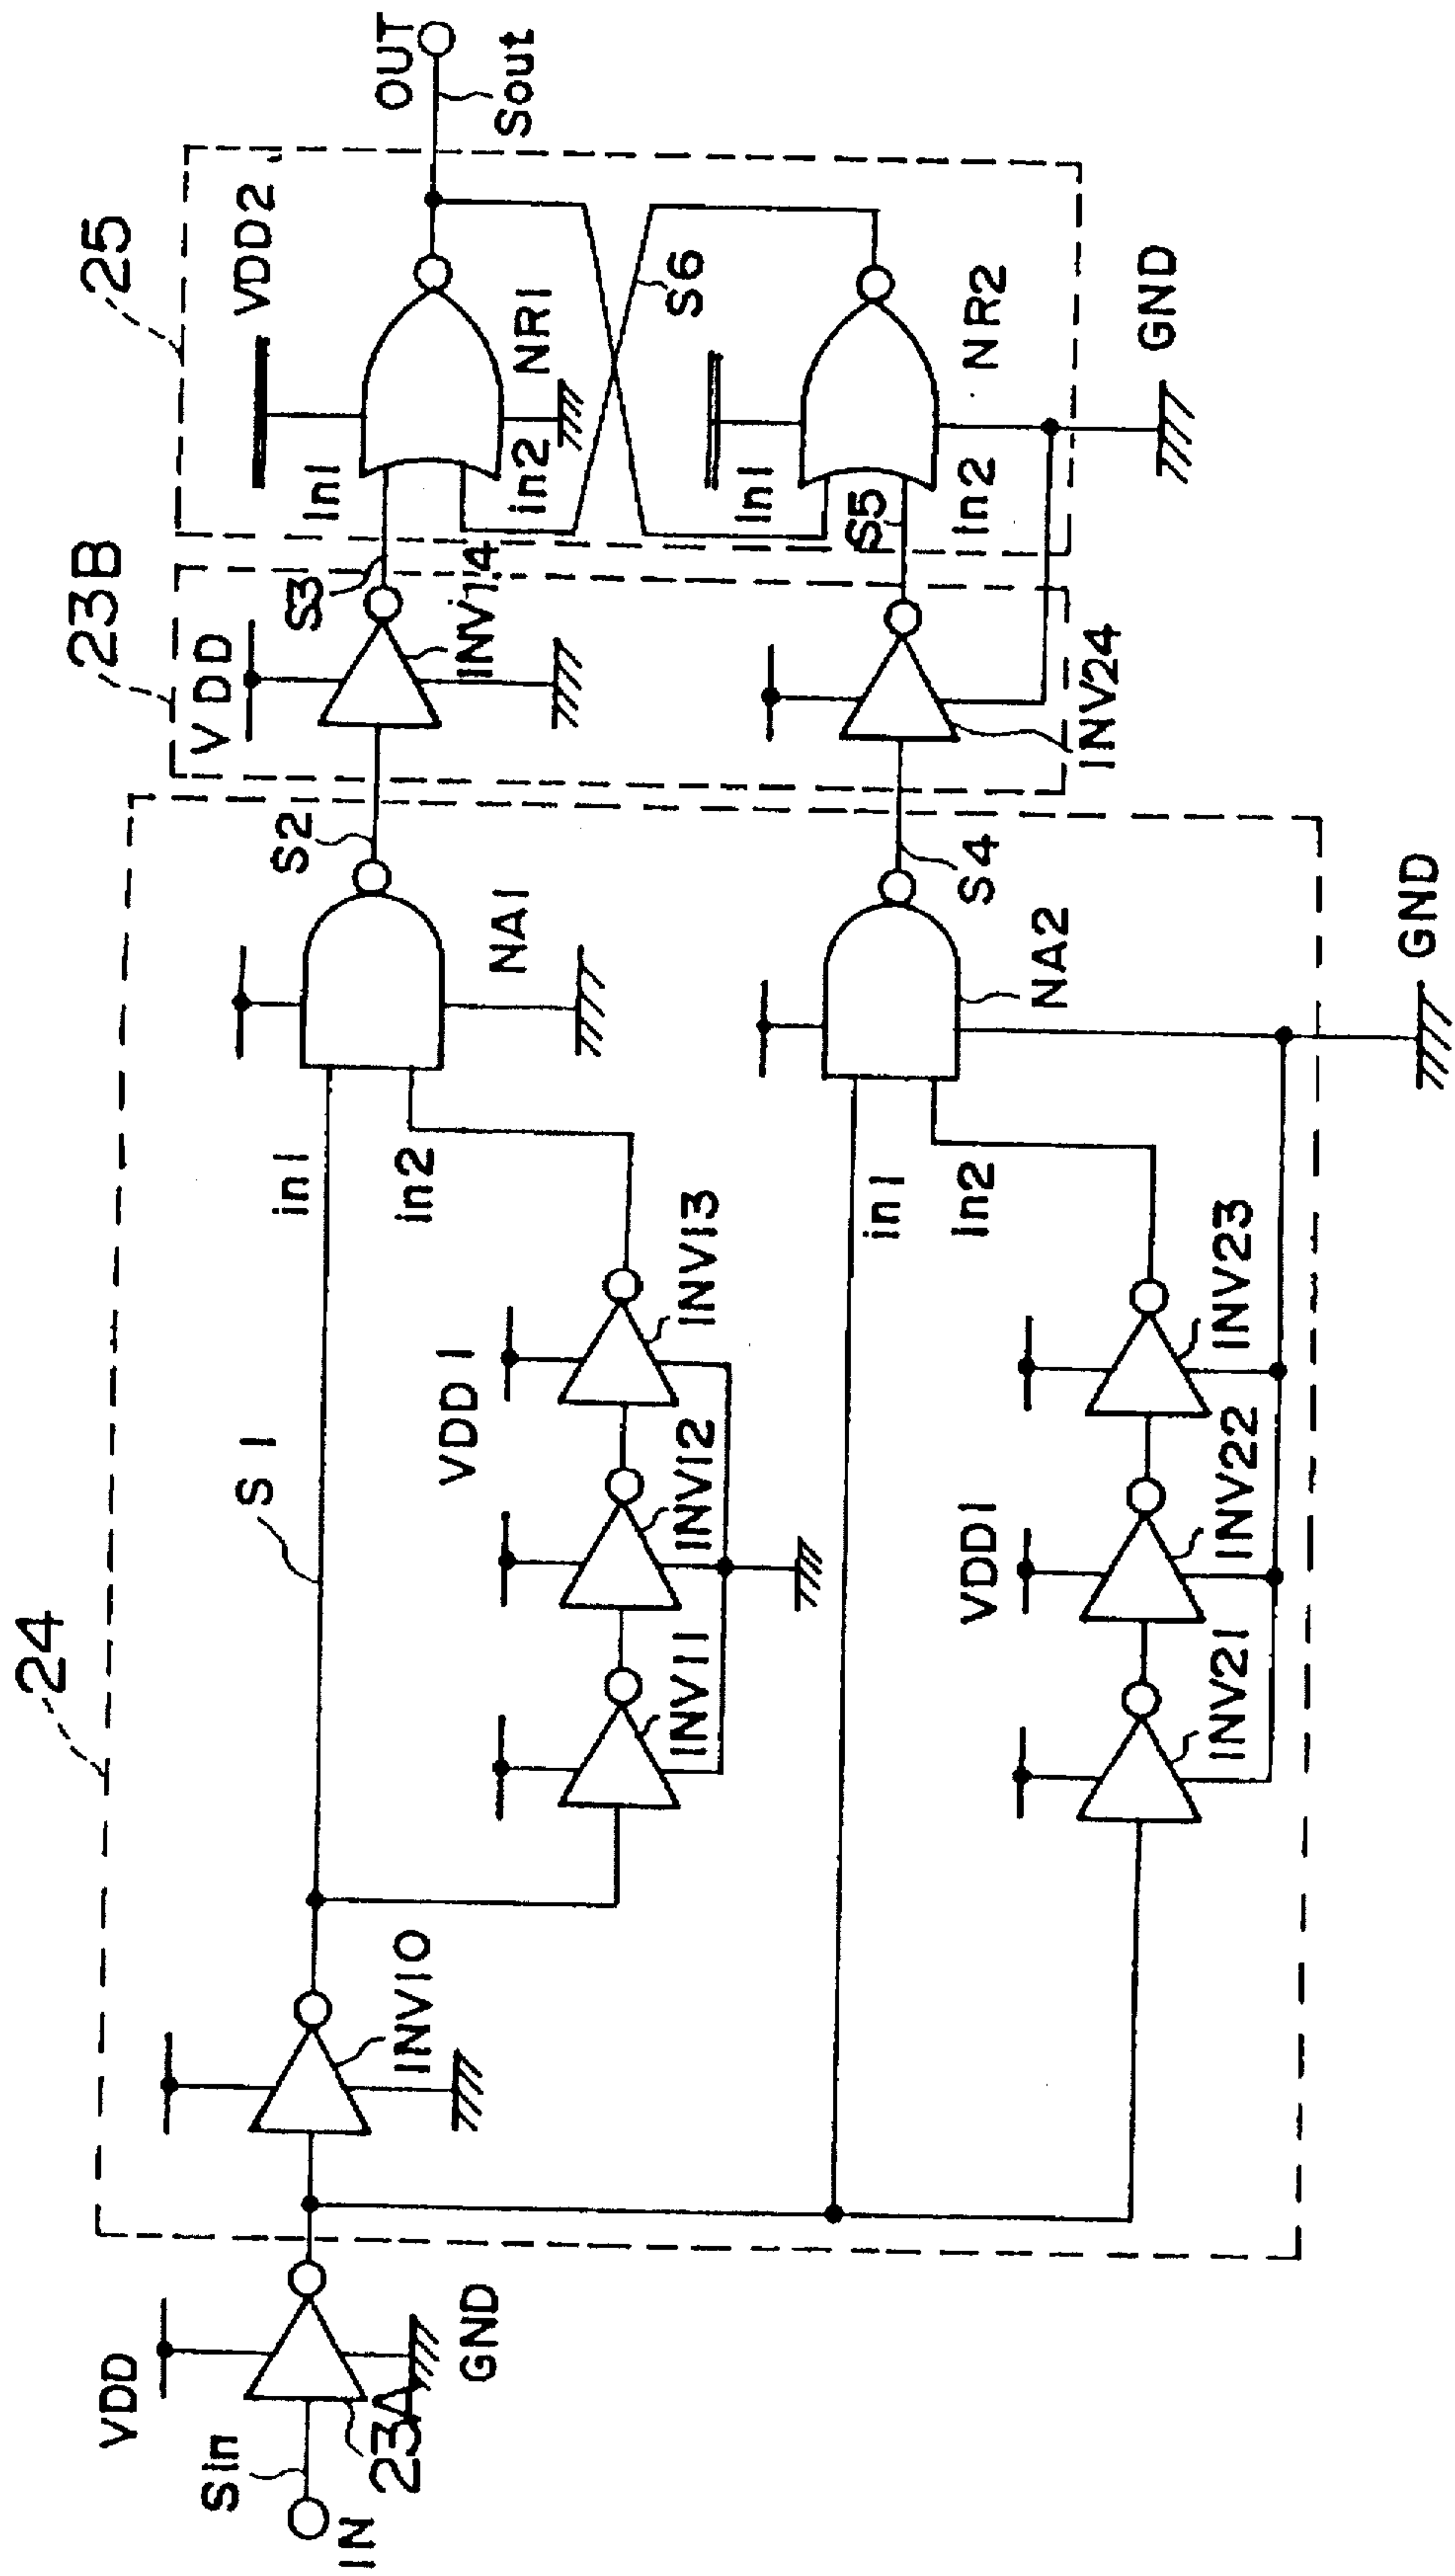 24
23B
25
VDD
Sin
IN
23A
GND
INV10
S1
in1
in2
VDD1
INV11
INV12
INV13
NA1
S2
VDD
S3
INV14
In1
in2
VDD2
NR1
OUT
Sout
S6
in1
In2
VDD1
INV21
INV22
INV23
NA2
S4
INV24
S5
In1
In2
NR2
GND
GND